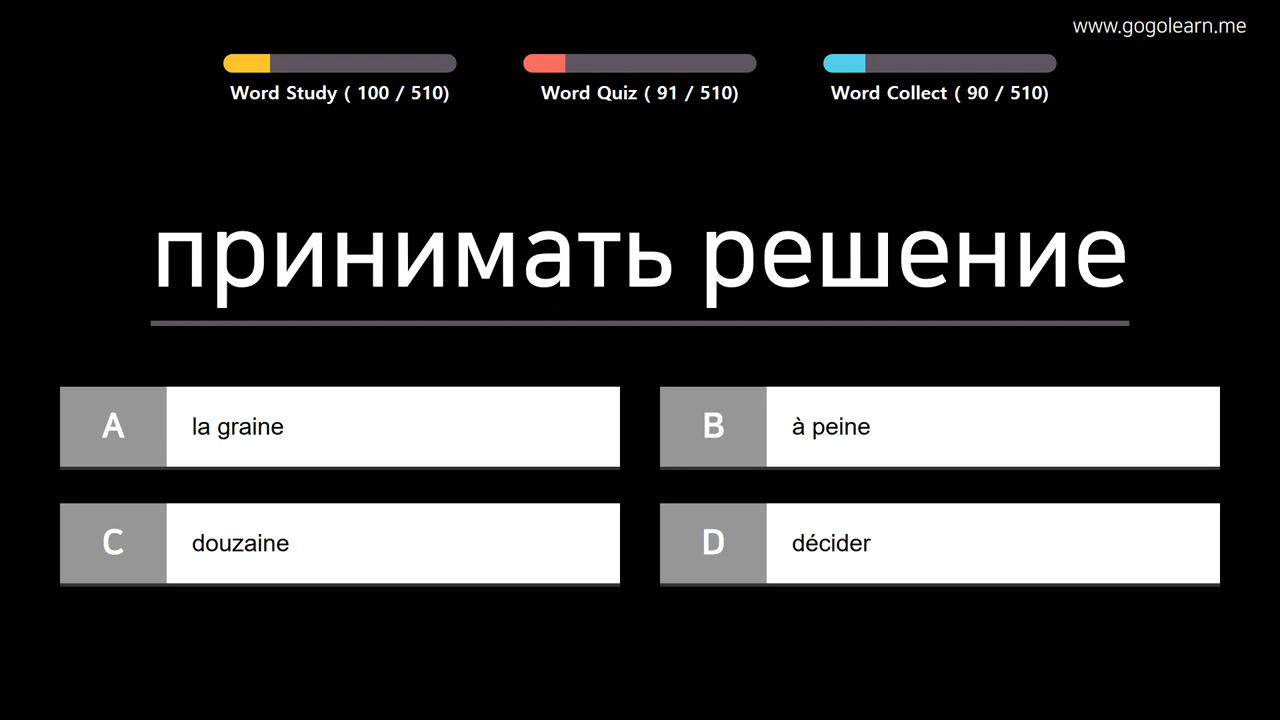 www.gogolearn.me
Word Study ( 100 / 510)
Word Quiz ( 91 / 510)
Word Collect ( 90 / 510)
принимать решение
A la graine
B à peine
C douzaine
D décider